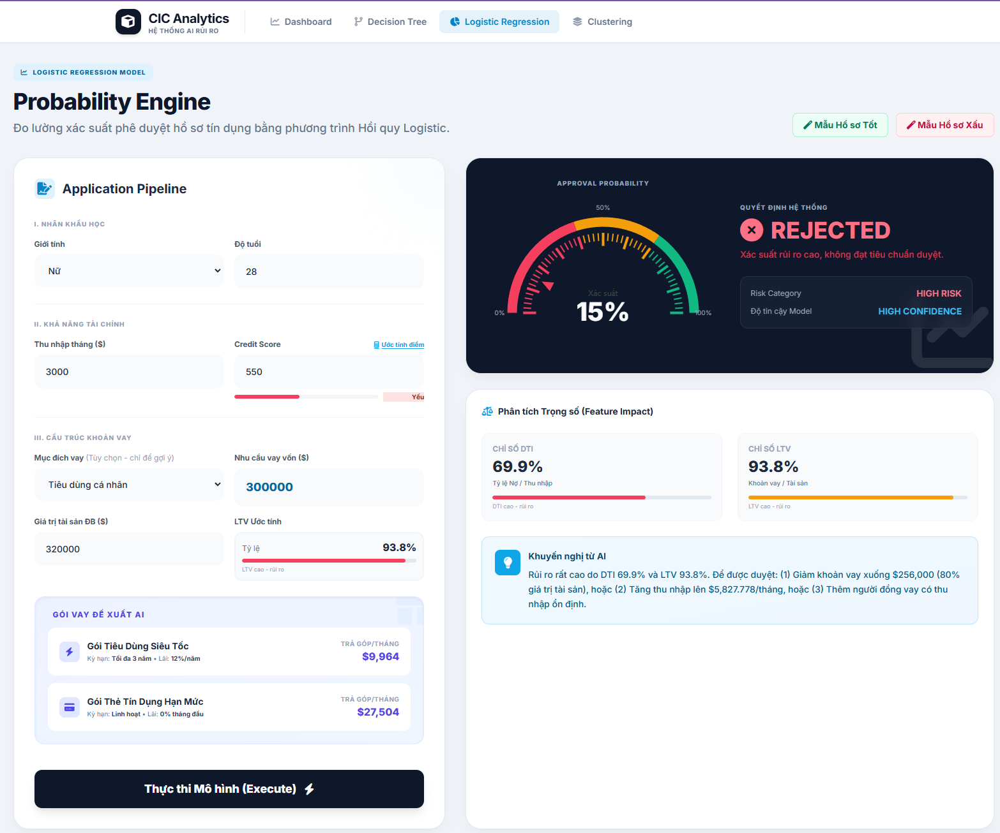 CIC Analytics
HỆ THỐNG AI RỦI RO
Dashboard
Decision Tree
Logistic Regression
Clustering
LOGISTIC REGRESSION MODEL
Probability Engine
Đo lường xác suất phê duyệt hồ sơ tín dụng bằng phương trình Hồi quy Logistic.
Mẫu Hồ sơ Tốt
Mẫu Hồ sơ Xấu
Application Pipeline
I. NHÂN KHẨU HỌC
Giới tính
Độ tuổi
Nữ
28
II. KHẢ NĂNG TÀI CHÍNH
Thu nhập tháng ($)
Credit Score
Ước tính điểm
3000
550
Yếu
III. CẤU TRÚC KHOẢN VAY
Mục đích vay (Tùy chọn - chỉ để gợi ý)
Nhu cầu vay vốn ($)
Tiêu dùng cá nhân
300000
Giá trị tài sản ĐB ($)
LTV Ước tính
320000
Tỷ lệ
93.8%
LTV cao - rủi ro
GÓI VAY ĐỀ XUẤT AI
Gói Tiêu Dùng Siêu Tốc
Kỳ hạn: Tối đa 3 năm • Lãi: 12%/năm
TRẢ GÓP/THÁNG
$9,964
Gói Thẻ Tín Dụng Hạn Mức
Kỳ hạn: Linh hoạt • Lãi: 0% tháng đầu
TRẢ GÓP/THÁNG
$27,504
Thực thi Mô hình (Execute)
APPROVAL PROBABILITY
50%
0%
100%
Xác suất
15%
QUYẾT ĐỊNH HỆ THỐNG
REJECTED
Xác suất rủi ro cao, không đạt tiêu chuẩn duyệt.
Risk Category
HIGH RISK
Độ tin cậy Model
HIGH CONFIDENCE
Phân tích Trọng số (Feature Impact)
CHỈ SỐ DTI
69.9%
Tỷ lệ Nợ / Thu nhập
DTI cao - rủi ro
CHỈ SỐ LTV
93.8%
Khoản vay / Tài sản
LTV cao - rủi ro
Khuyến nghị từ AI
Rủi ro rất cao do DTI 69.9% và LTV 93.8%. Để được duyệt: (1) Giảm khoản vay xuống $256,000 (80%
giá trị tài sản), hoặc (2) Tăng thu nhập lên $5,827.778/tháng, hoặc (3) Thêm người đồng vay có thu
nhập ổn định.